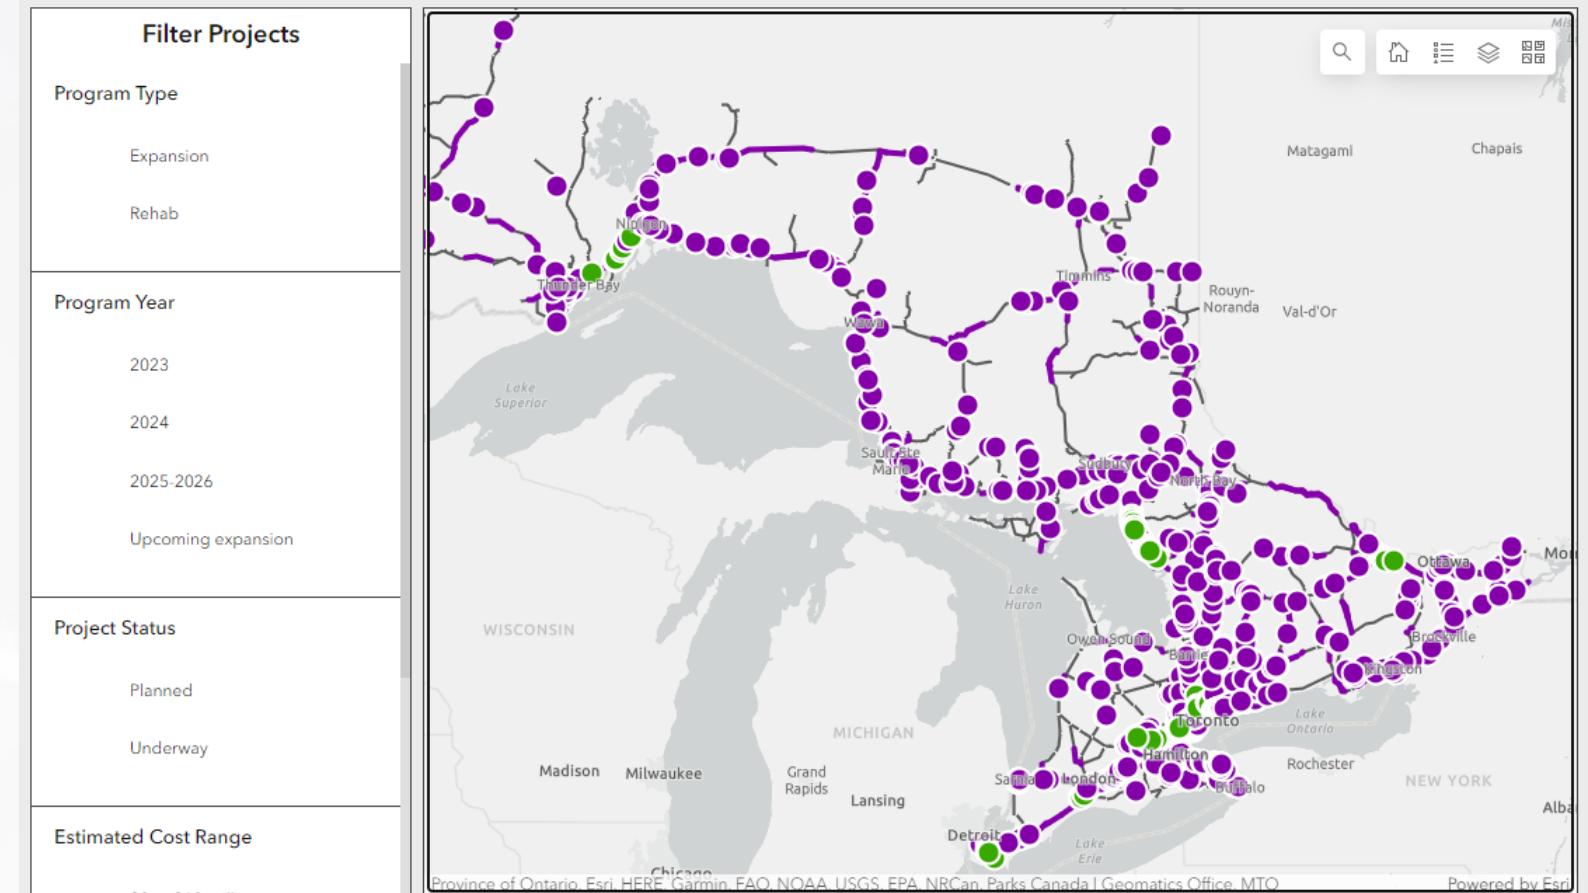 Filter Projects
Program Type
Expansion
Rehab
Program Year
2023
2024
2025-2026
Upcoming expansion
Project Status
Planned
Underway
Estimated Cost Range
Matagami
Chapais
Nipigon
Thunder Bay
Timmins
Rouyn-
Noranda
Val-d'Or
Wawa
Lake
Superior
Sault Ste
Marie
Sudbury
North Bay
Ottawa
Lake
Huron
WISCONSIN
Owen Sound
Barrie
Brockville
Kingston
MICHIGAN
Toronto
Lake
Ontario
Hamilton
Rochester
Madison
Milwaukee
Grand
Rapids
Sarnia
London
Buffalo
NEW YORK
Lansing
Alba
Detroit
Lake
Erie
Chicago
Province of Ontario, Esri, HERE, Garmin, FAO, NOAA, USGS, EPA, NRCan, Parks Canada | Geomatics Office, MTO
Powered by Esri